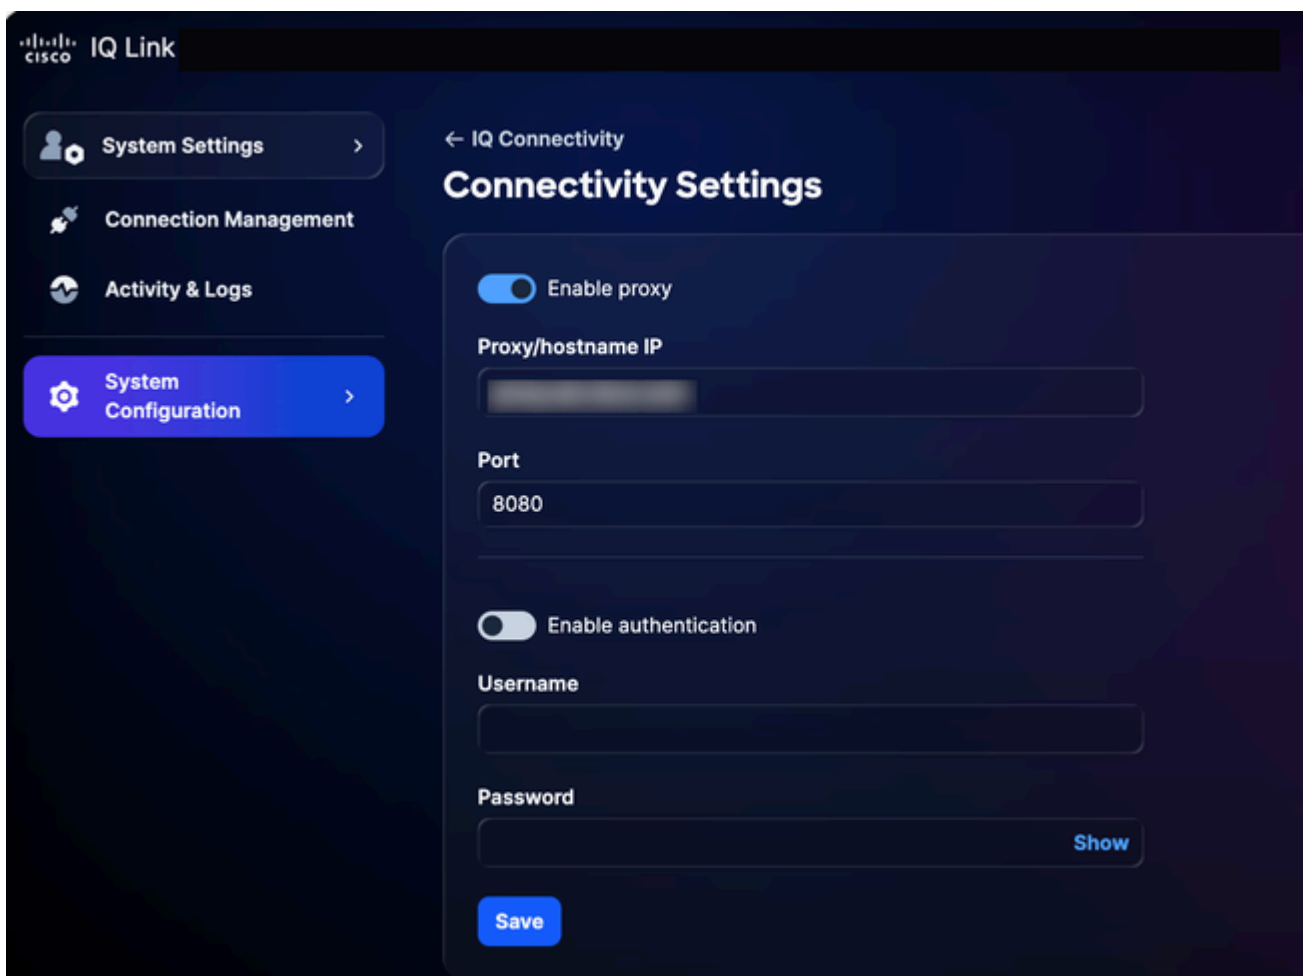 cisco IQ Link
System Settings
Connection Management
Activity & Logs
System
Configuration
← IQ Connectivity
Connectivity Settings
Enable proxy
Proxy/hostname IP
Port
8080
Enable authentication
Username
Password
Show
Save